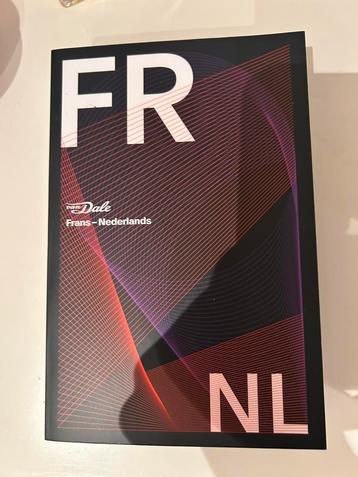 FR
van Dale
Frans–Nederlands
NL